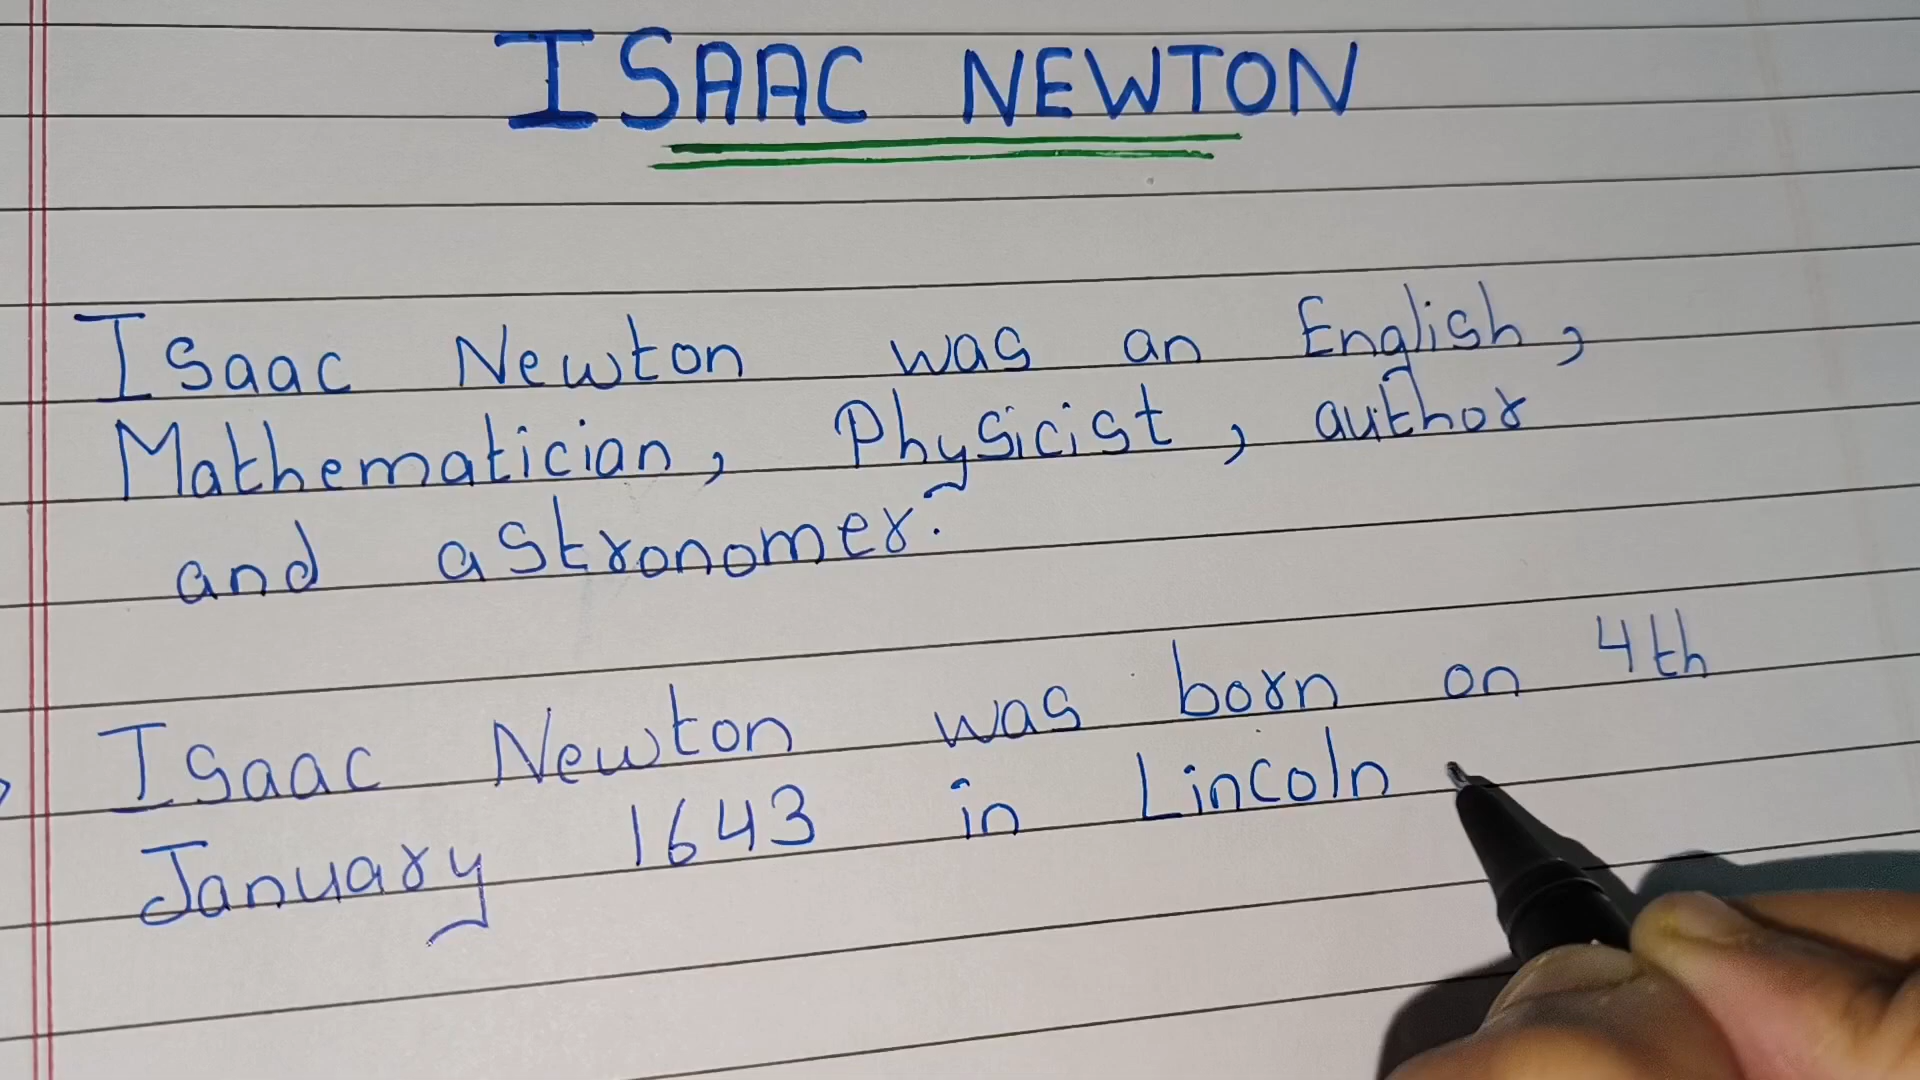 ISAAC NEWTON
Isaac Newton was an English,
Mathematician, Physicist, author
and astronomer.
Isaac Newton was born on 4th
January 1643 in Lincoln